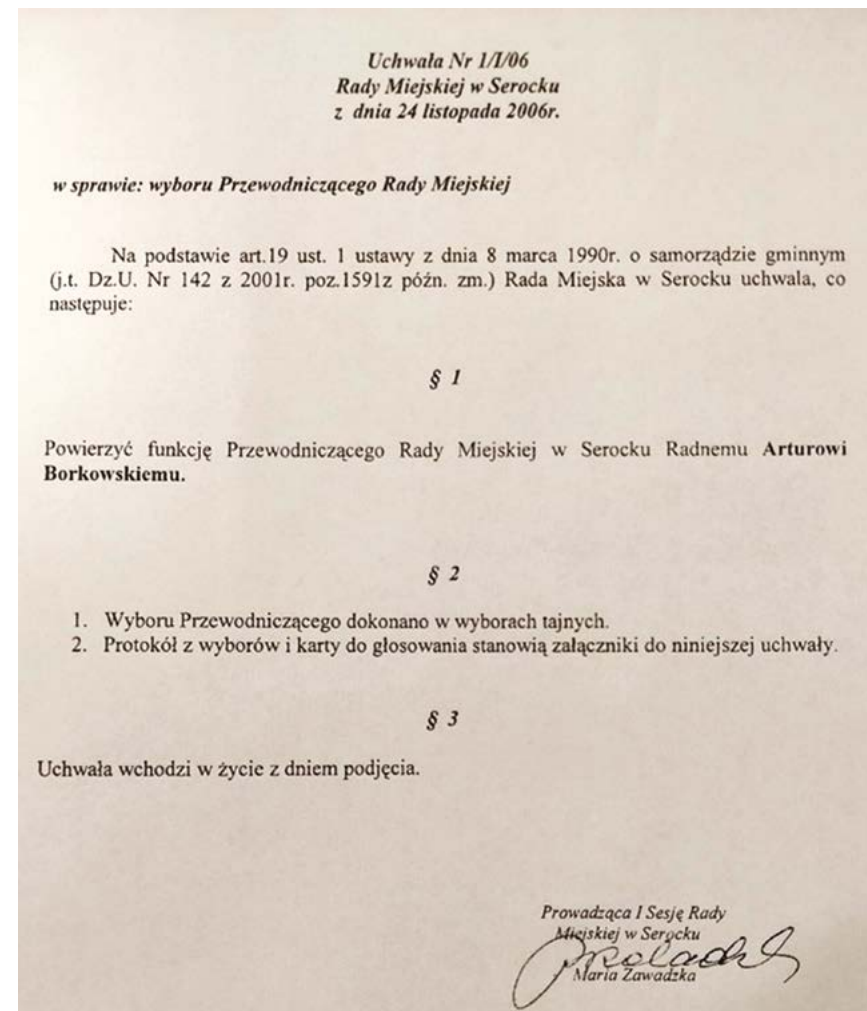 Uchwała Nr 1/I/06
Rady Miejskiej w Serocku
z dnia 24 listopada 2006r.
w sprawie: wyboru Przewodniczącego Rady Miejskiej
Na podstawie art.19 ust. 1 ustawy z dnia 8 marca 1990r. o samorządzie gminnym
(j.t. Dz.U. Nr 142 z 2001r. poz.1591z późn. zm.) Rada Miejska w Serocku uchwala, co
następuje:
§ 1
Powierzyć funkcję Przewodniczącego Rady Miejskiej w Serocku Radnemu Arturowi
Borkowskiemu.
§ 2
1. Wyboru Przewodniczącego dokonano w wyborach tajnych.
2. Protokół z wyborów i karty do głosowania stanowią załączniki do niniejszej uchwały.
§ 3
Uchwała wchodzi w życie z dniem podjęcia.
Prowadząca I Sesję Rady
Miejskiej w Serocku
Maria Zawadzka